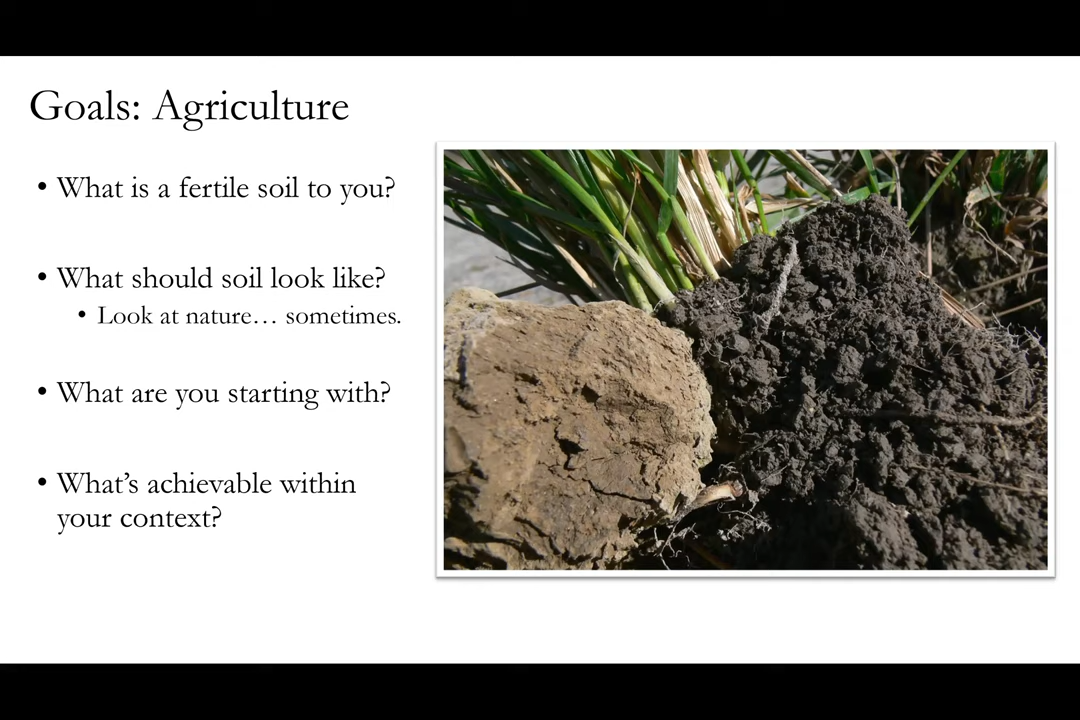 Goals: Agriculture
• What is a fertile soil to you?
• What should soil look like?
• Look at nature… sometimes.
• What are you starting with?
• What’s achievable within
your context?